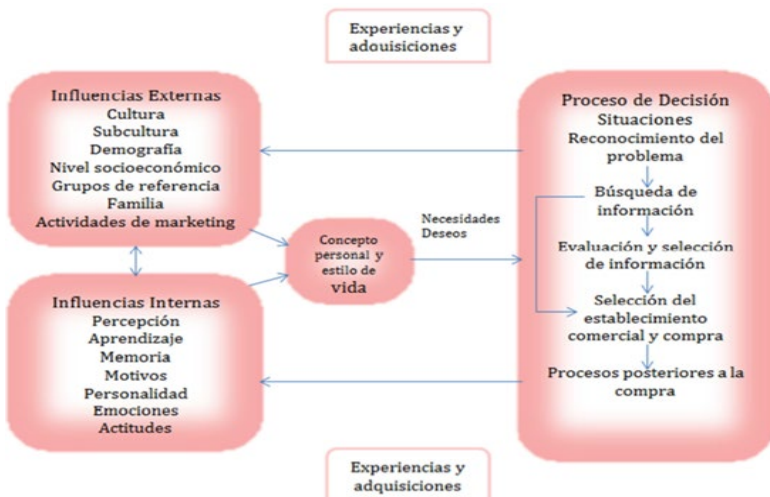 Experiencias y
adquisiciones
Influencias Externas
Cultura
Subcultura
Demografía
Nivel socioeconómico
Grupos de referencia
Familia
Actividades de marketing
Influencias Internas
Percepción
Aprendizaje
Memoria
Motivos
Personalidad
Emociones
Actitudes
Concepto
personal y
estilo de
vida
Necesidades
Deseos
Proceso de Decisión
Situaciones
Reconocimiento del
problema
Búsqueda de
información
Evaluación y selección
de información
Selección del
establecimiento
comercial y compra
Procesos posteriores a la
compra
Experiencias y
adquisiciones